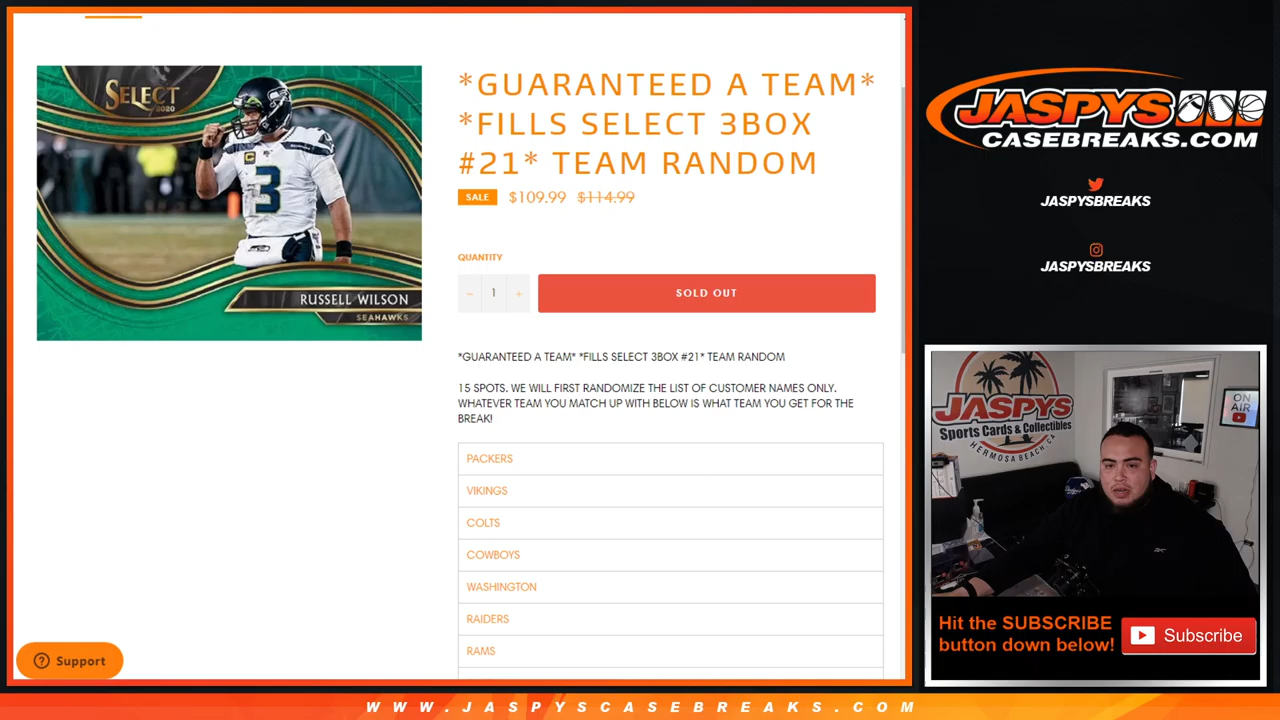 SELECT
2020
RUSSELL WILSON
SEAHAWKS
*GUARANTEED A TEAM*
*FILLS SELECT 3BOX
#21* TEAM RANDOM
SALE $109.99 $114.99
QUANTITY
− 1 +
SOLD OUT
*GUARANTEED A TEAM* *FILLS SELECT 3BOX #21* TEAM RANDOM
15 SPOTS. WE WILL FIRST RANDOMIZE THE LIST OF CUSTOMER NAMES ONLY.
WHATEVER TEAM YOU MATCH UP WITH BELOW IS WHAT TEAM YOU GET FOR THE
BREAK!
PACKERS
VIKINGS
COLTS
COWBOYS
WASHINGTON
RAIDERS
RAMS
Support
JASPYS
CASEBREAKS.COM
JASPYSBREAKS
JASPYSBREAKS
JASPYS
Sports Cards & Collectibles
HERMOSA BEACH, CA
ON
AIR
Hit the SUBSCRIBE
button down below!
Subscribe
WWW.JASPYSCASEBREAKS.COM